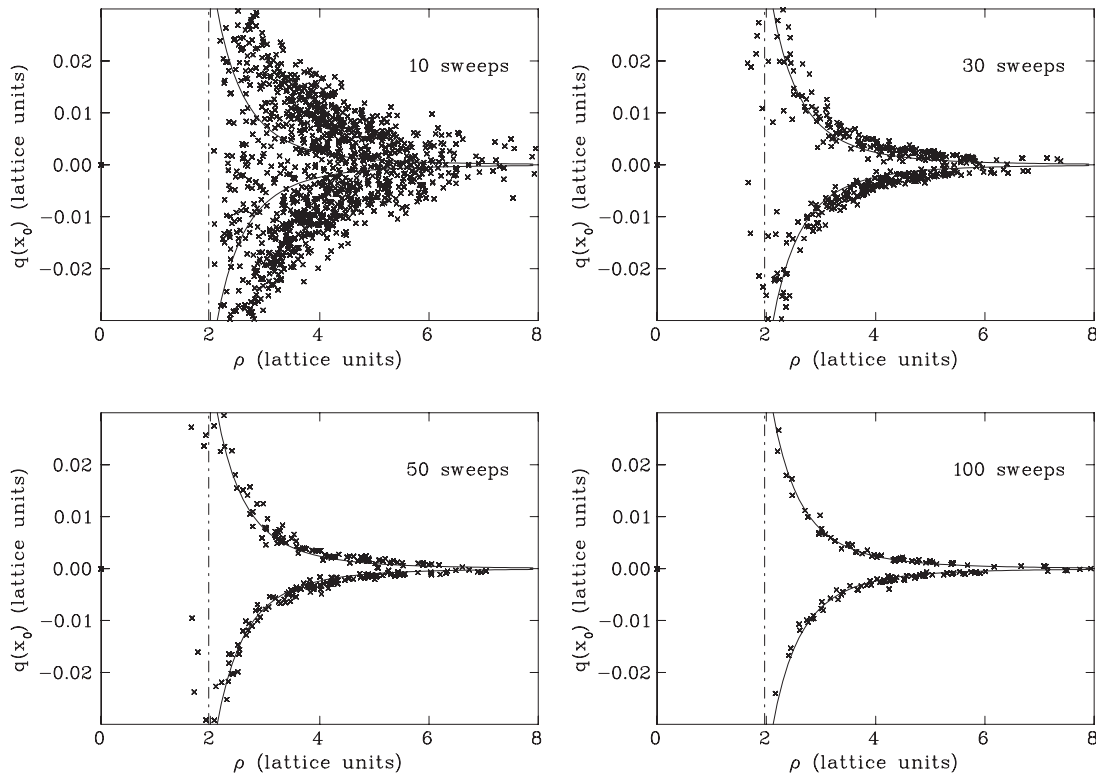 0.02
0.01
0.00
−0.01
−0.02
q(x₀) (lattice units)
10 sweeps
0 2 4 6 8
ρ (lattice units)
0.02
0.01
0.00
−0.01
−0.02
q(x₀) (lattice units)
30 sweeps
0 2 4 6 8
ρ (lattice units)
0.02
0.01
0.00
−0.01
−0.02
q(x₀) (lattice units)
50 sweeps
0 2 4 6 8
ρ (lattice units)
0.02
0.01
0.00
−0.01
−0.02
q(x₀) (lattice units)
100 sweeps
0 2 4 6 8
ρ (lattice units)